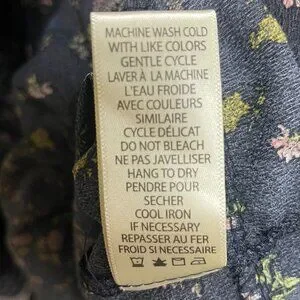 MACHINE WASH COLD
WITH LIKE COLORS
GENTLE CYCLE
LAVER À LA MACHINE
L'EAU FROIDE
AVEC COULEURS
SIMILAIRE
CYCLE DÉLICAT
DO NOT BLEACH
NE PAS JAVELLISER
HANG TO DRY
PENDRE POUR
SECHER
COOL IRON
IF NECESSARY
REPASSER AU FER
FROID SI NECESSAIRE